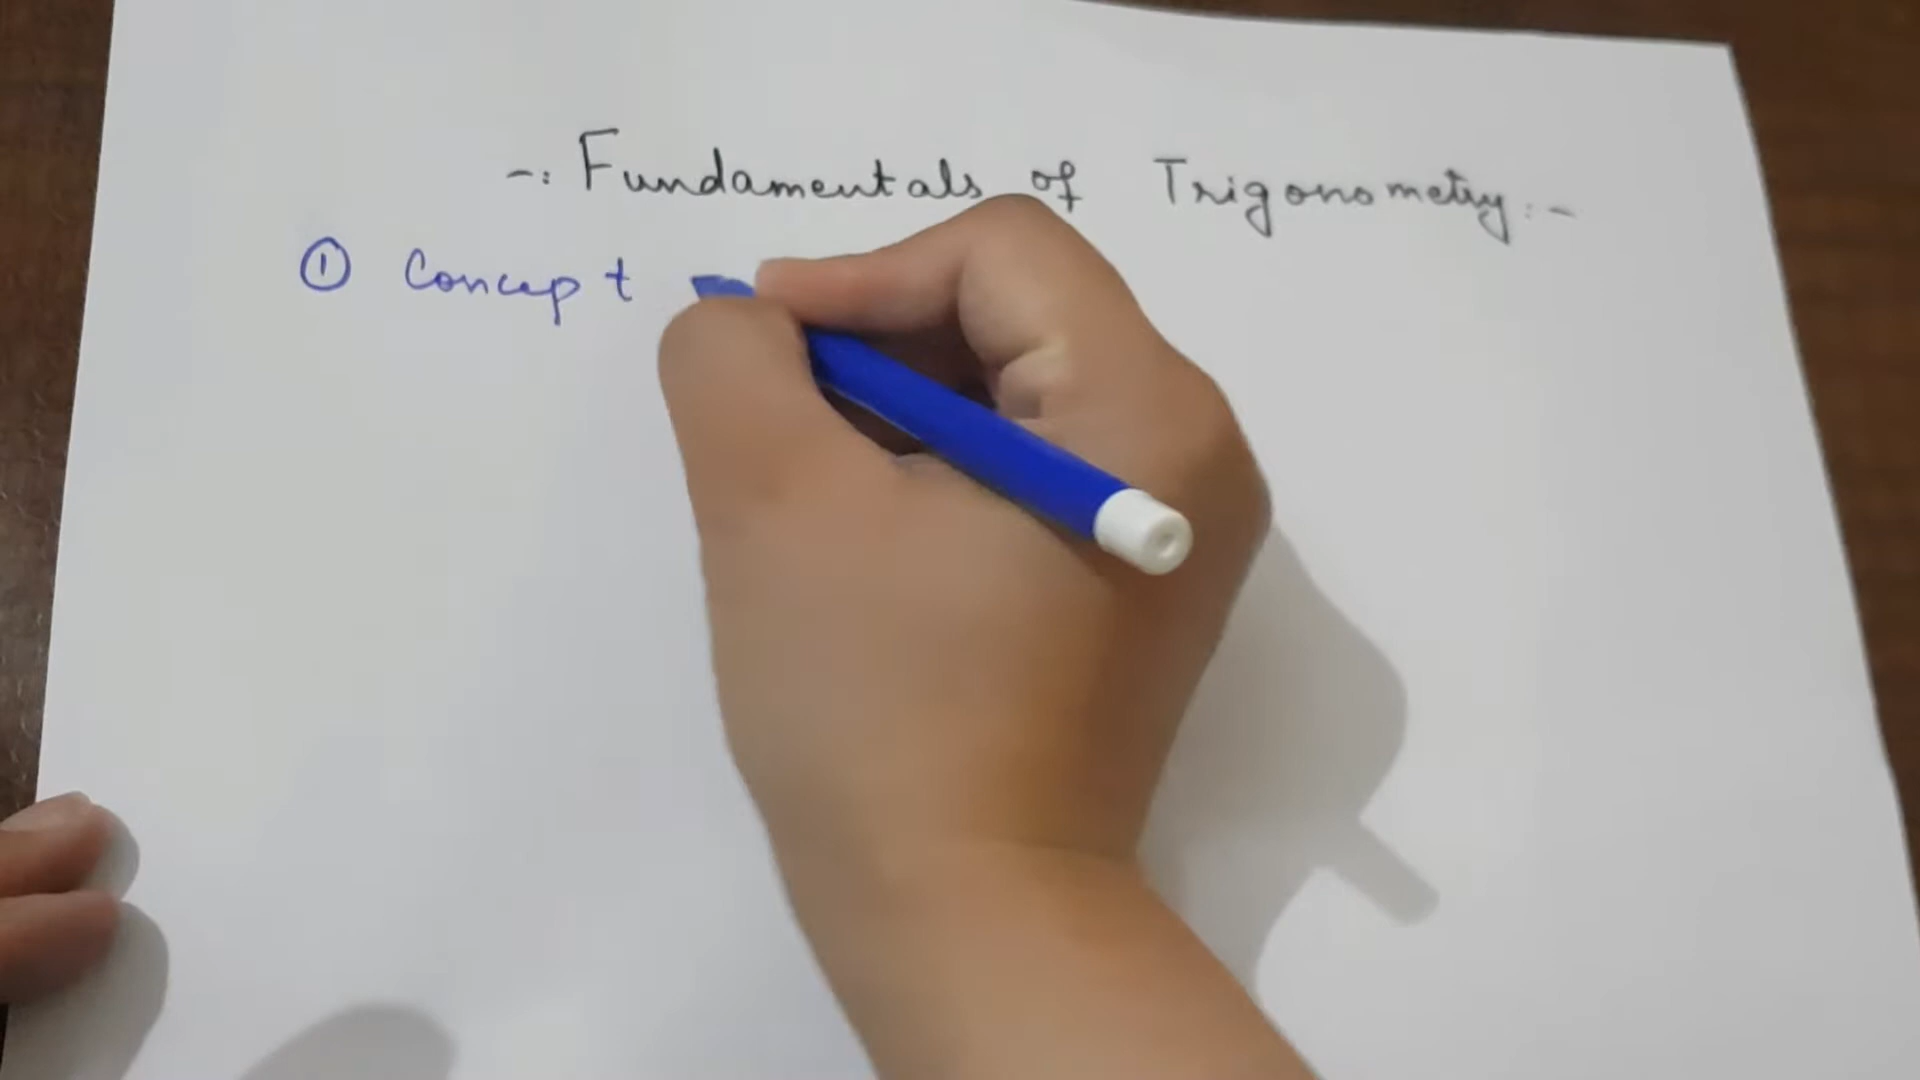 -: Fundamentals of Trigonometry :-
① Concept